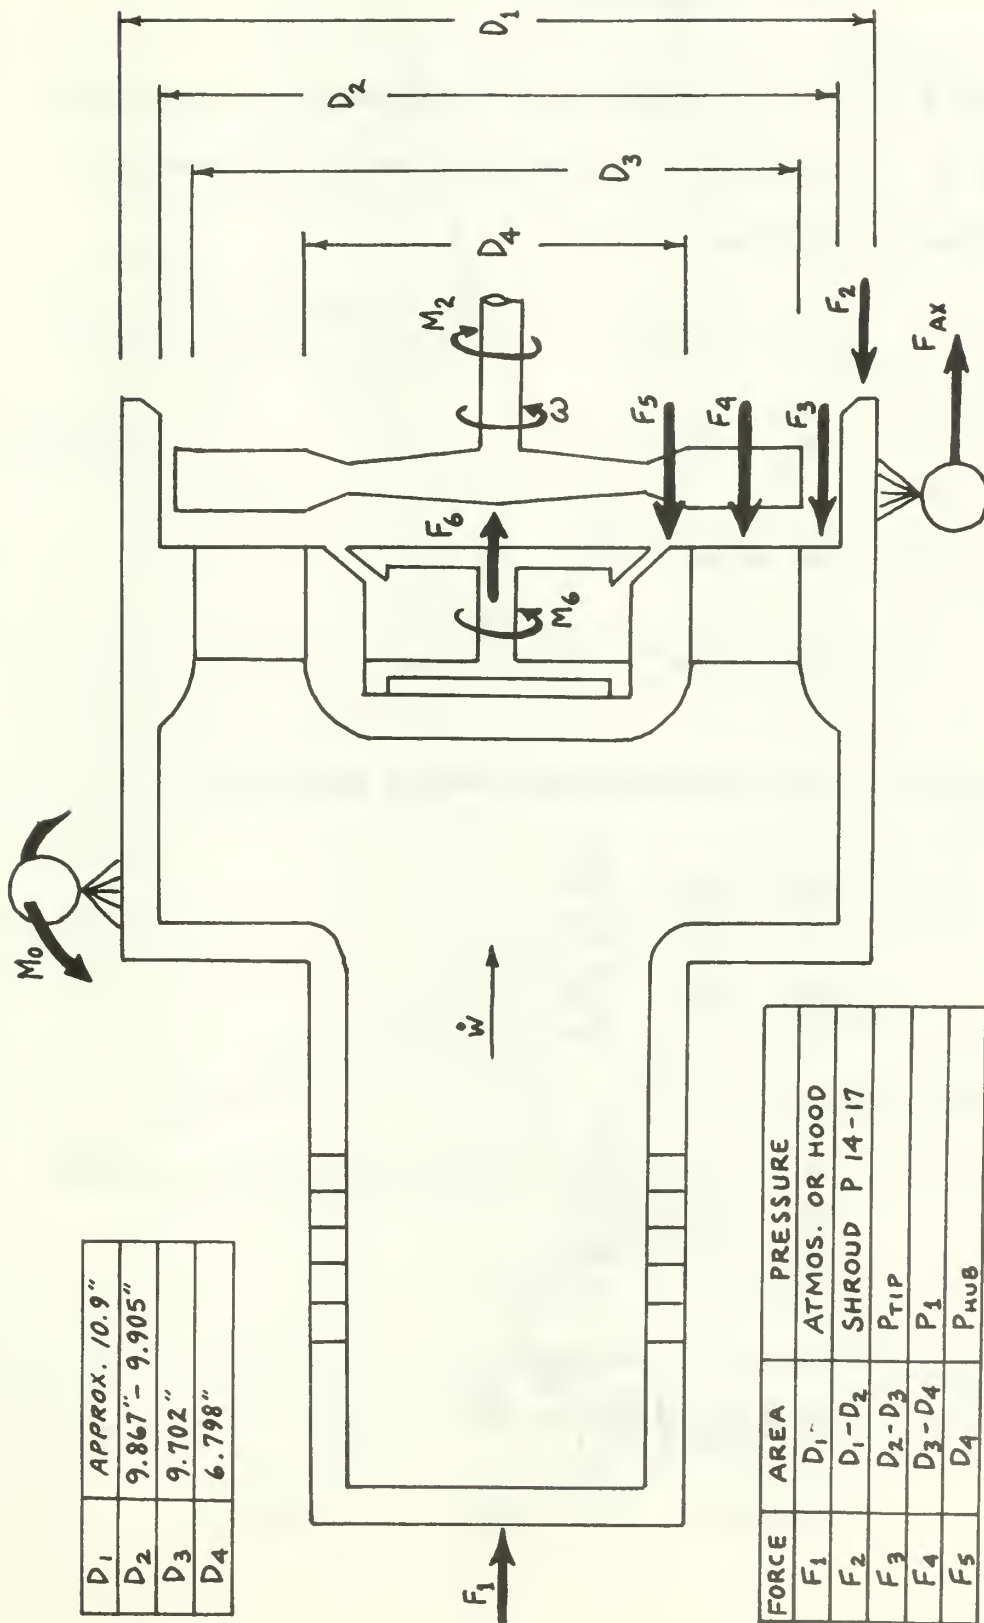 D1 APPROX. 10.9"
D2 9.867"- 9.905"
D3 9.702"
D4 6.798"
M0
F1
ẇ
F6
M6
M2
ω
F5
F4
F3
F2
FAX
D4
D3
D2
D1
FORCE AREA PRESSURE
F1 D1- ATMOS. OR HOOD
F2 D1-D2 SHROUD P 14-17
F3 D2-D3 PTIP
F4 D3-D4 P1
F5 D4 PHUB